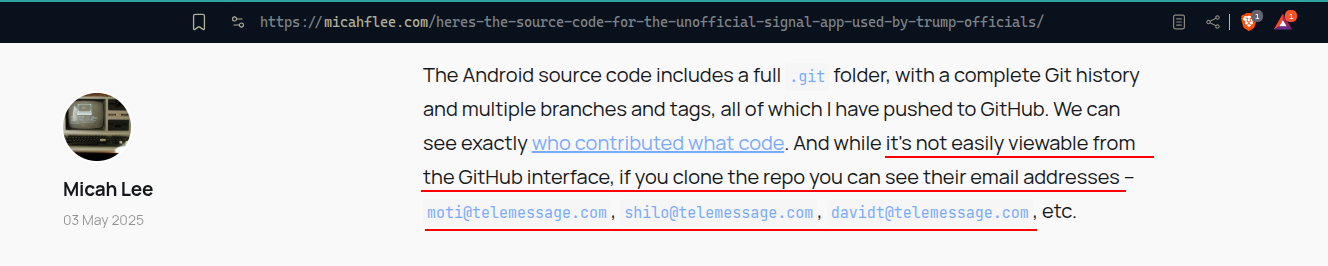 https://micahflee.com/heres-the-source-code-for-the-unofficial-signal-app-used-by-trump-officials/
1
1
The Android source code includes a full .git folder, with a complete Git history
and multiple branches and tags, all of which I have pushed to GitHub. We can
see exactly who contributed what code. And while it's not easily viewable from
the GitHub interface, if you clone the repo you can see their email addresses –
moti@telemessage.com, shilo@telemessage.com, davidt@telemessage.com, etc.
Micah Lee
03 May 2025